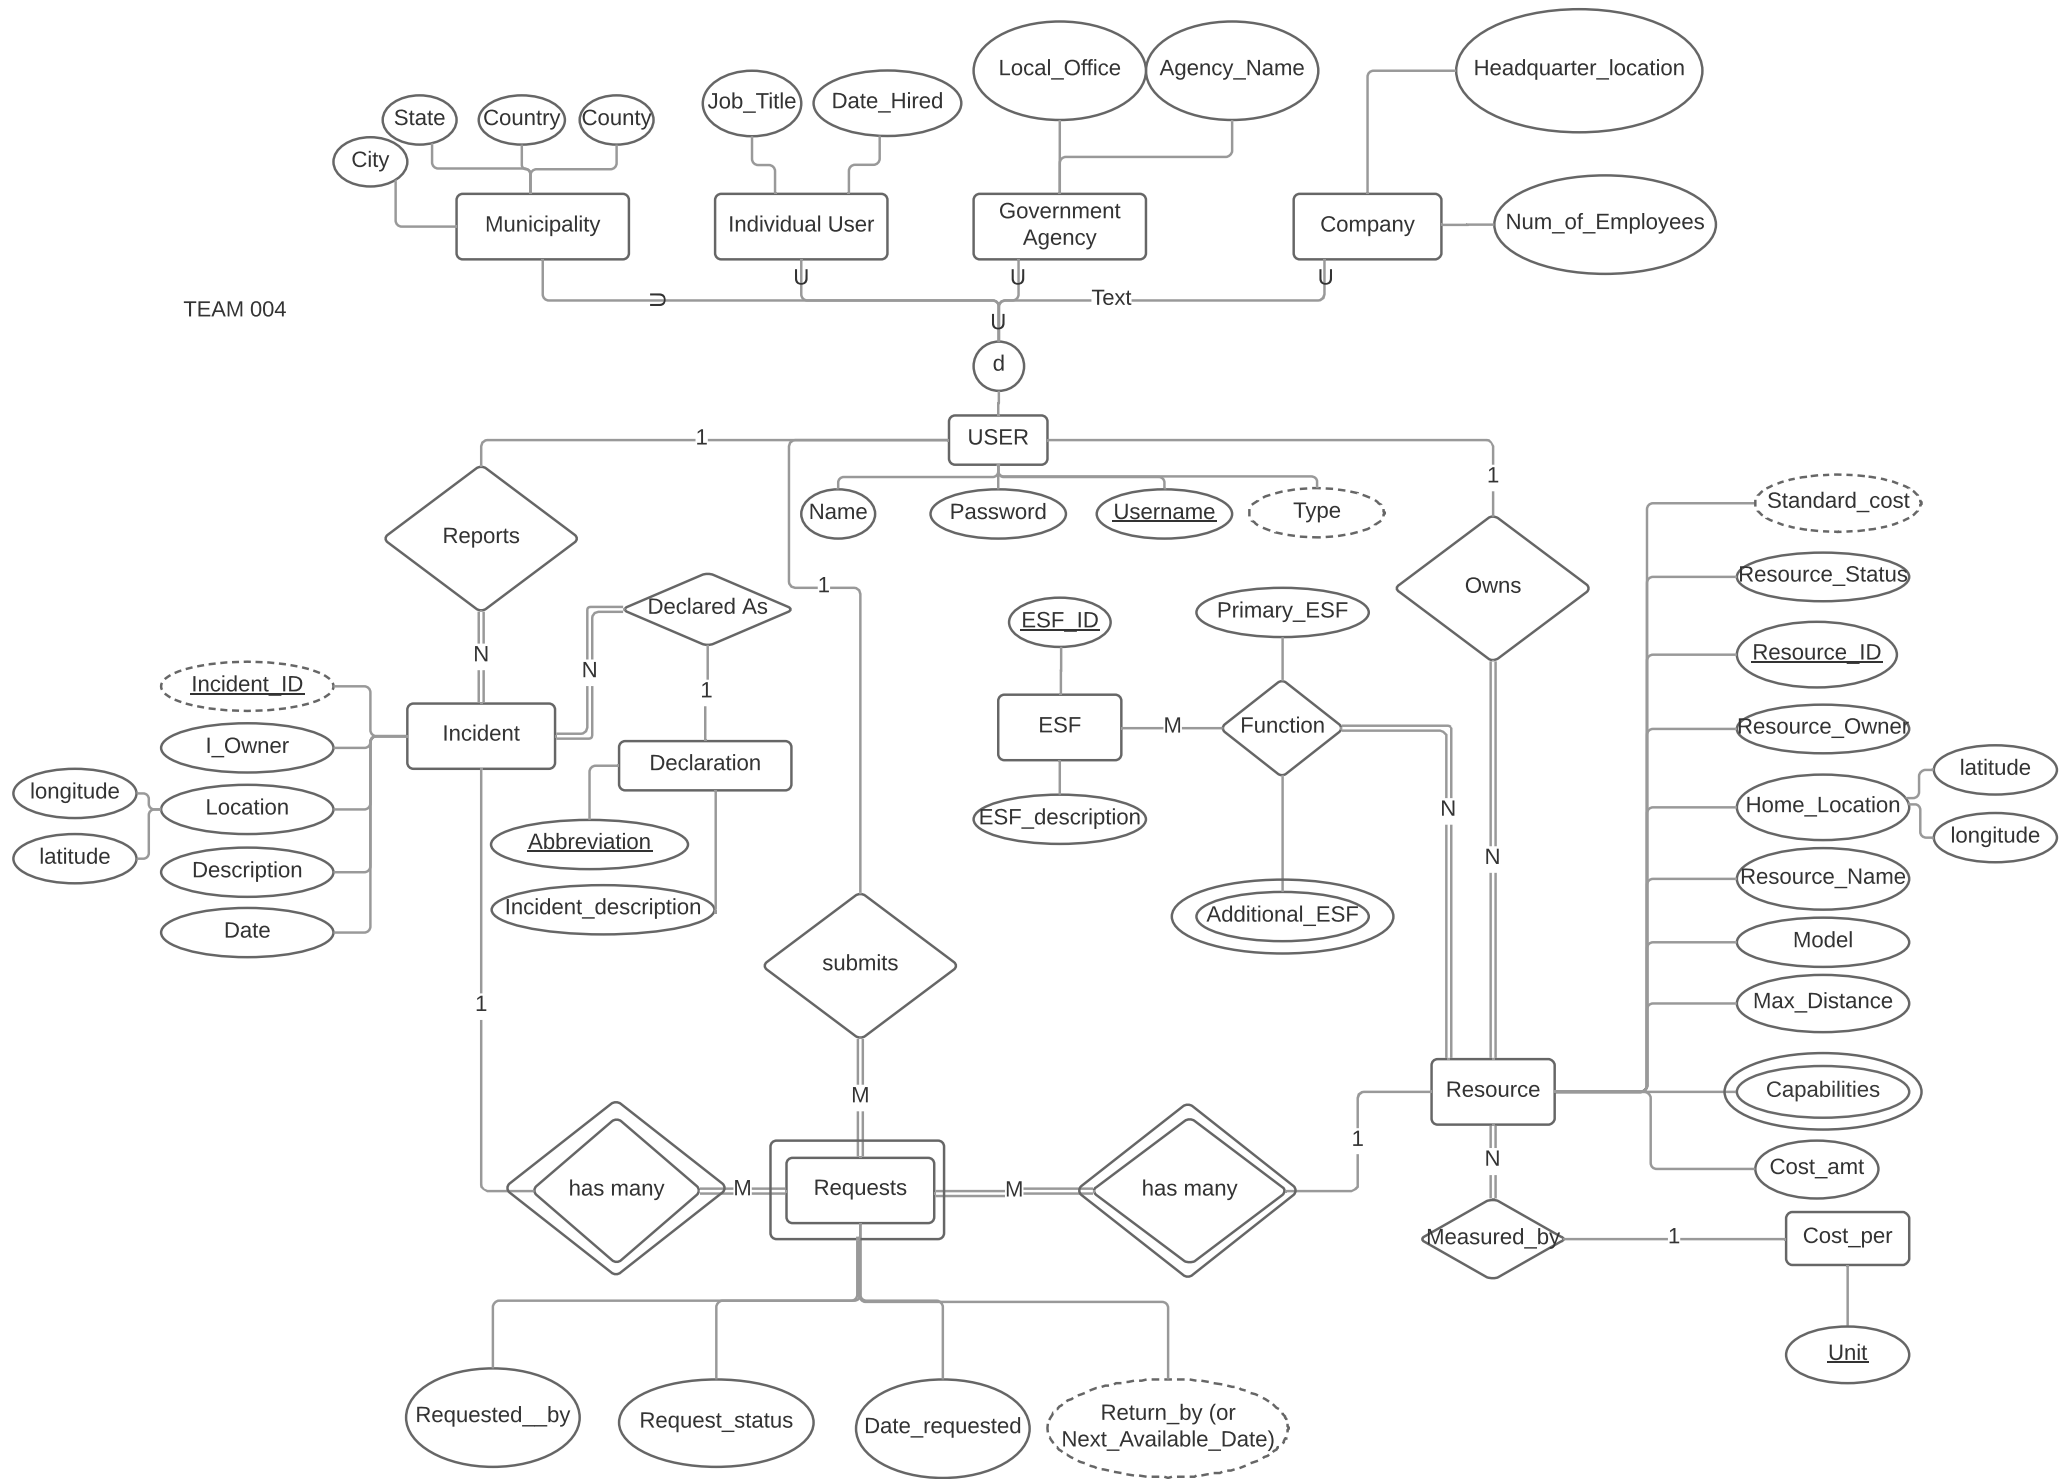 Local_Office
Agency_Name
Headquarter_location
Job_Title
Date_Hired
State
Country
County
City
Municipality
Individual User
Government
Agency
Company
Num_of_Employees
U
U
U
U
Text
TEAM 004
U
d
USER
1
1
Name
Password
Username
Type
Standard_cost
Reports
1
Owns
Resource_Status
Declared As
ESF_ID
Primary_ESF
N
N
1
Resource_ID
Incident_ID
Incident
I_Owner
ESF
M
Function
Resource_Owner
Declaration
longitude
Location
latitude
Home_Location
latitude
longitude
N
N
Abbreviation
ESF_description
Description
Resource_Name
Incident_description
Additional_ESF
Date
Model
submits
1
Max_Distance
M
Resource
Capabilities
1
N
Cost_amt
has many
M
Requests
M
has many
Measured_by
1
Cost_per
Unit
Requested__by
Request_status
Date_requested
Return_by (or
Next_Available_Date)